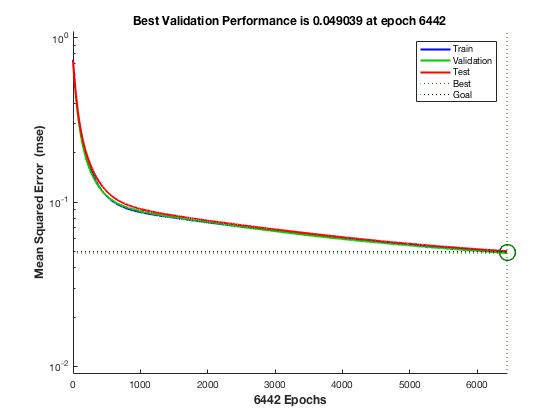 Best Validation Performance is 0.049039 at epoch 6442
Mean Squared Error (mse)
10^0
10^-1
10^-2
Train
Validation
Test
Best
Goal
0 1000 2000 3000 4000 5000 6000
6442 Epochs